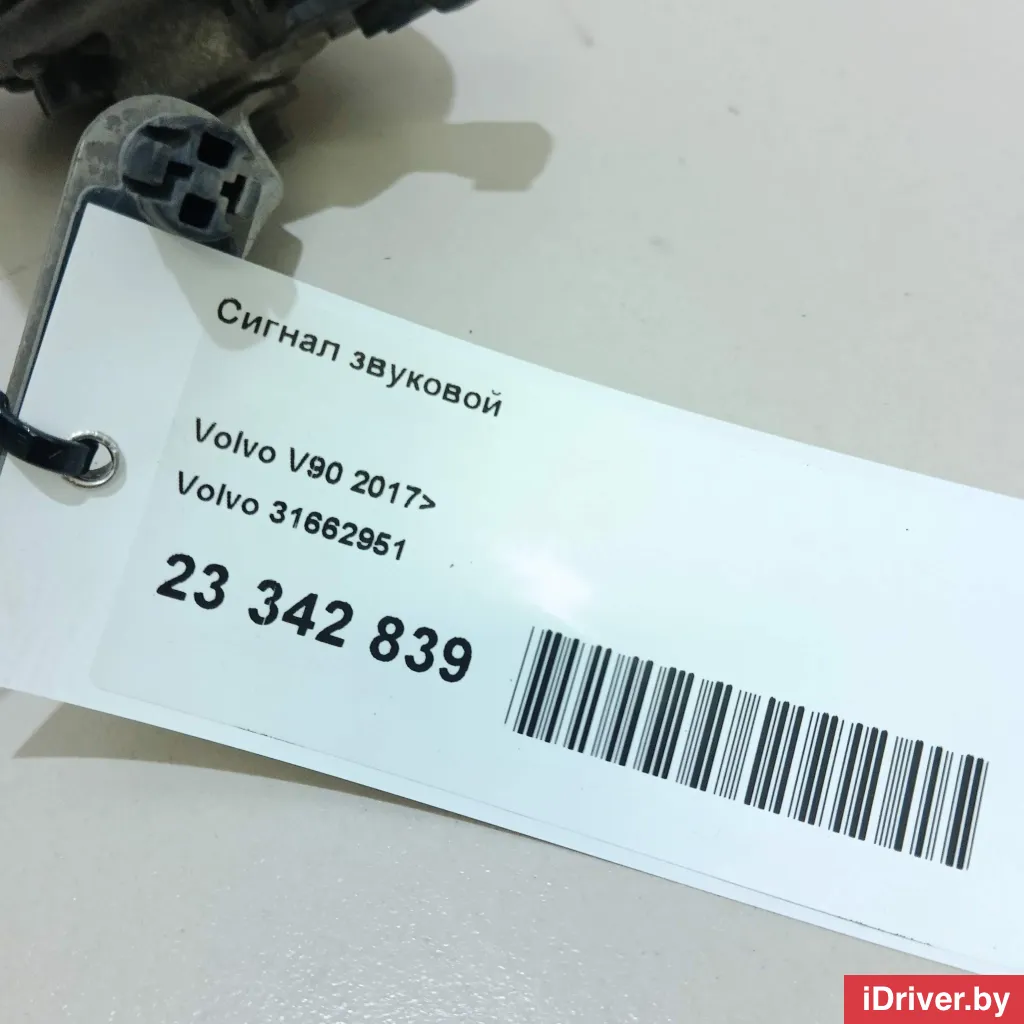 Сигнал звуковой
Volvo V90 2017>
Volvo 31662951
23 342 839
iDriver.by